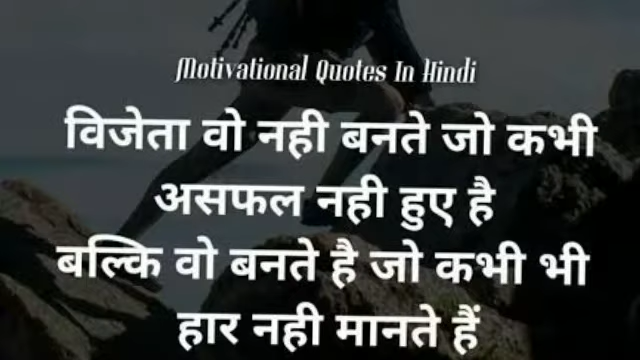 Motivational Quotes In Hindi
विजेता वो नही बनते जो कभी
असफल नही हुए है
बल्कि वो बनते है जो कभी भी
हार नही मानते हैं